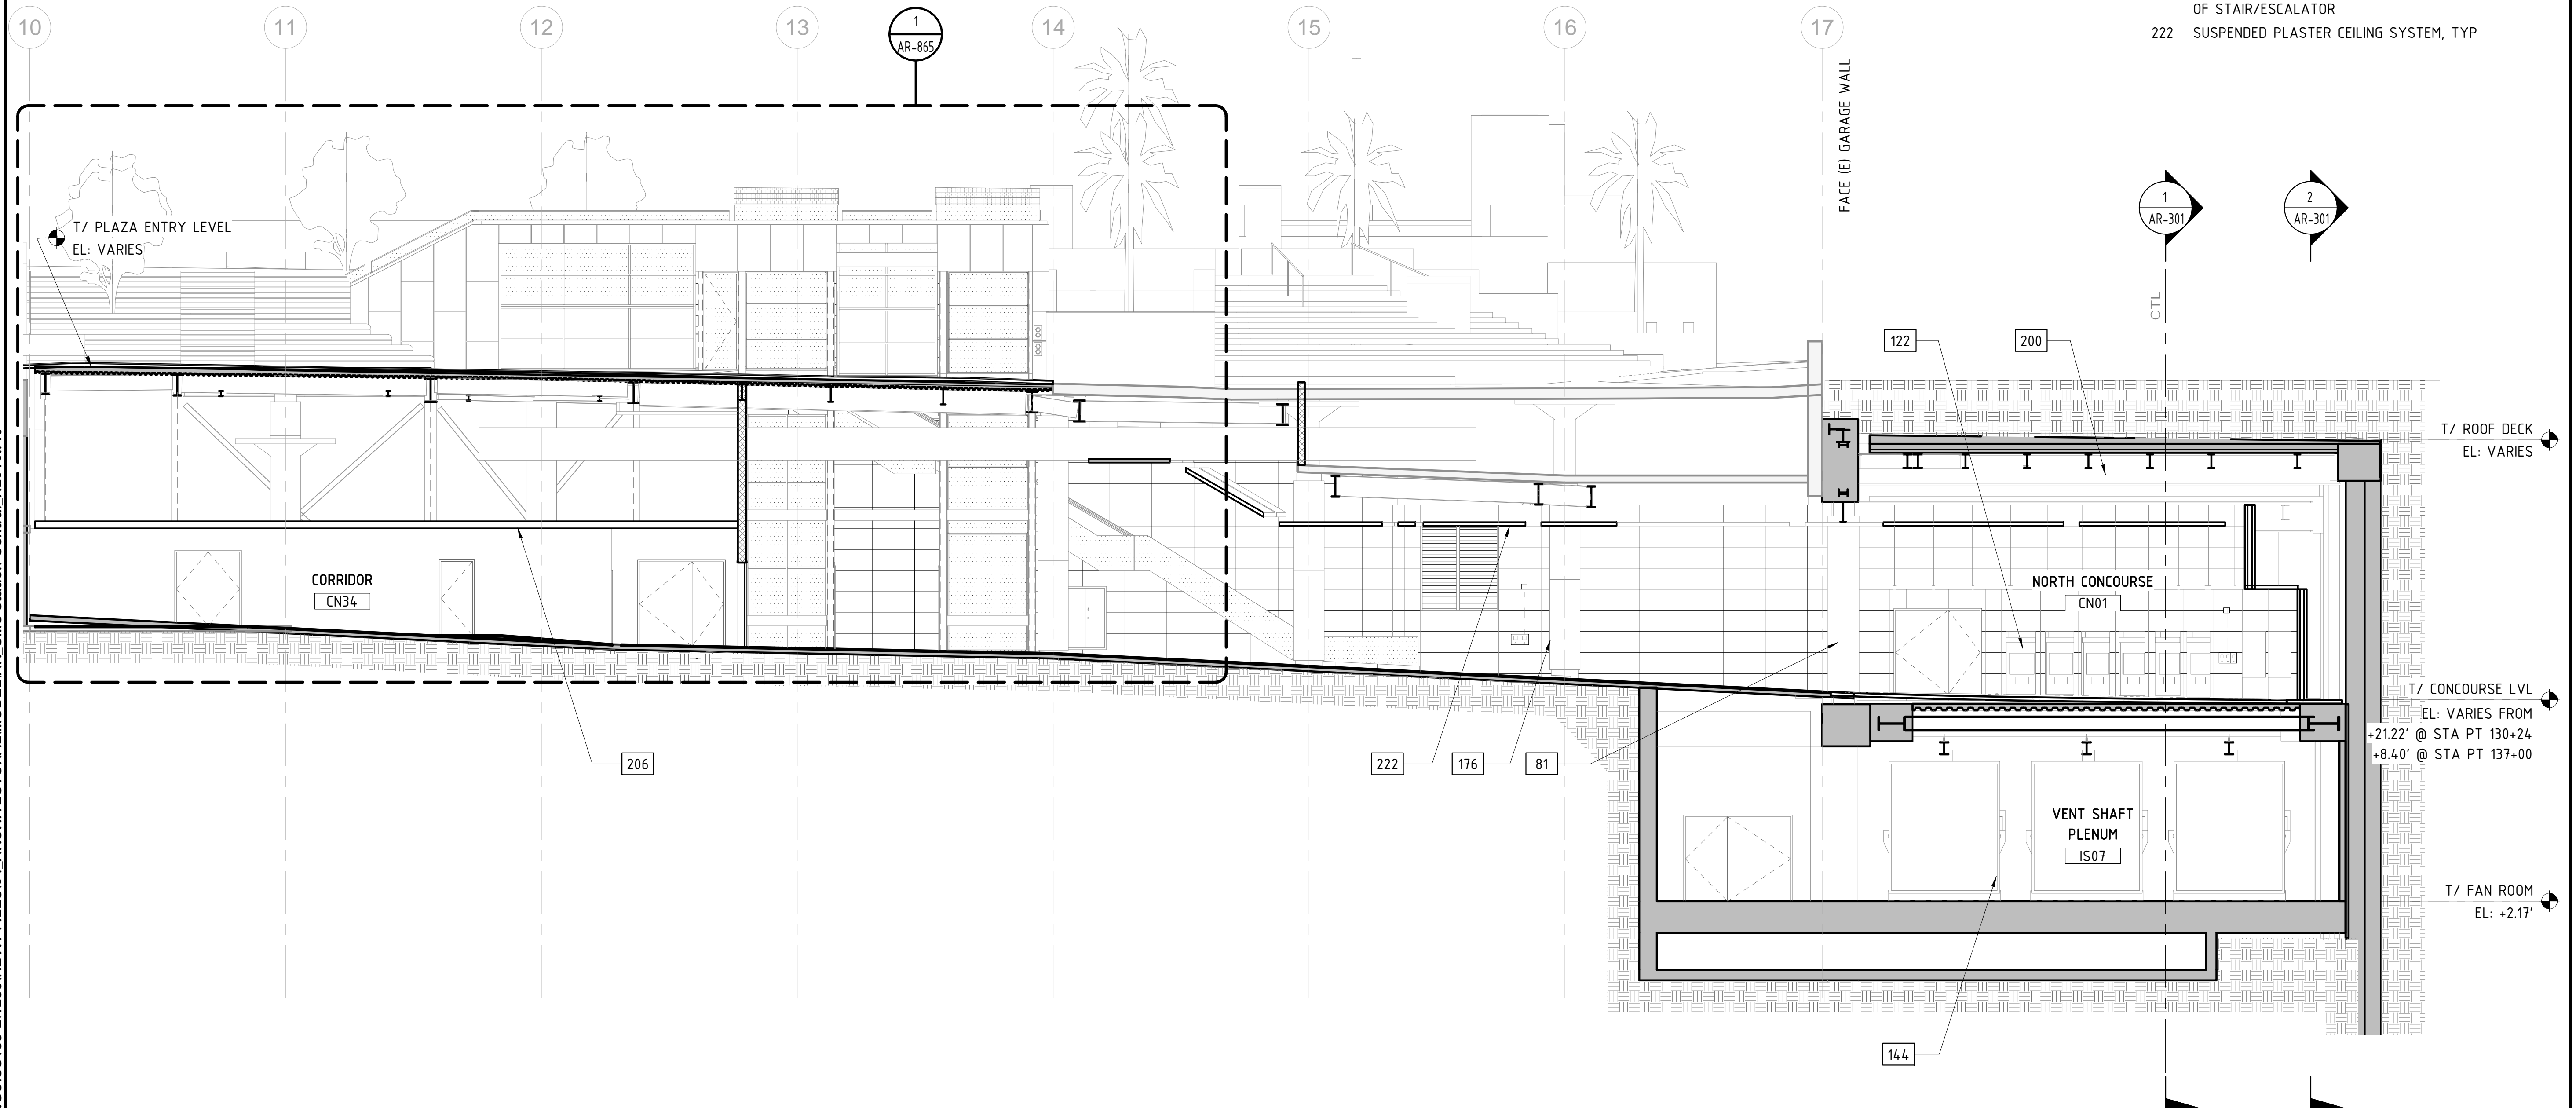 OF STAIR/ESCALATOR
222 SUSPENDED PLASTER CEILING SYSTEM, TYP
10
11
12
13
1
AR-865
14
15
16
17
FACE (E) GARAGE WALL
1
AR-301
2
AR-301
T/ PLAZA ENTRY LEVEL
EL: VARIES
CTL
122
200
T/ ROOF DECK
EL: VARIES
CORRIDOR
CN34
NORTH CONCOURSE
CN01
T/ CONCOURSE LVL
EL: VARIES FROM
+21.22' @ STA PT 130+24
+8.40' @ STA PT 137+00
206
222
176
81
VENT SHAFT
PLENUM
IS07
T/ FAN ROOM
EL: +2.17'
144